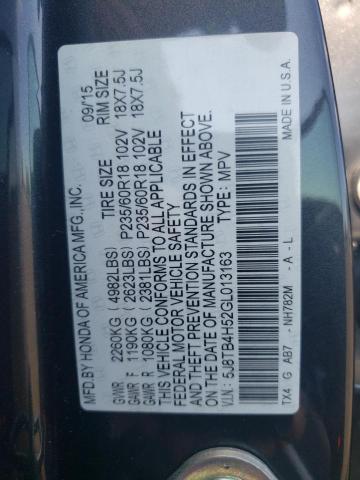 MFD.BY HONDA OF AMERICA MFG.,INC. 09/15
TIRE SIZE RIM SIZE
GVWR 2260KG (4982LBS)
GAWR F 1190KG (2623LBS) P235/60R18 102V 18X7.5J
GAWR R 1080KG (2381LBS) P235/60R18 102V 18X7.5J
THIS VEHICLE CONFORMS TO ALL APPLICABLE
FEDERAL MOTOR VEHICLE SAFETY
AND THEFT PREVENTION STANDARDS IN EFFECT
ON THE DATE OF MANUFACTURE SHOWN ABOVE.
V.I.N.: 5J8TB4H52GL013163 TYPE: MPV
TX4 G AB7 - NH782M - A - L MADE IN U.S.A.